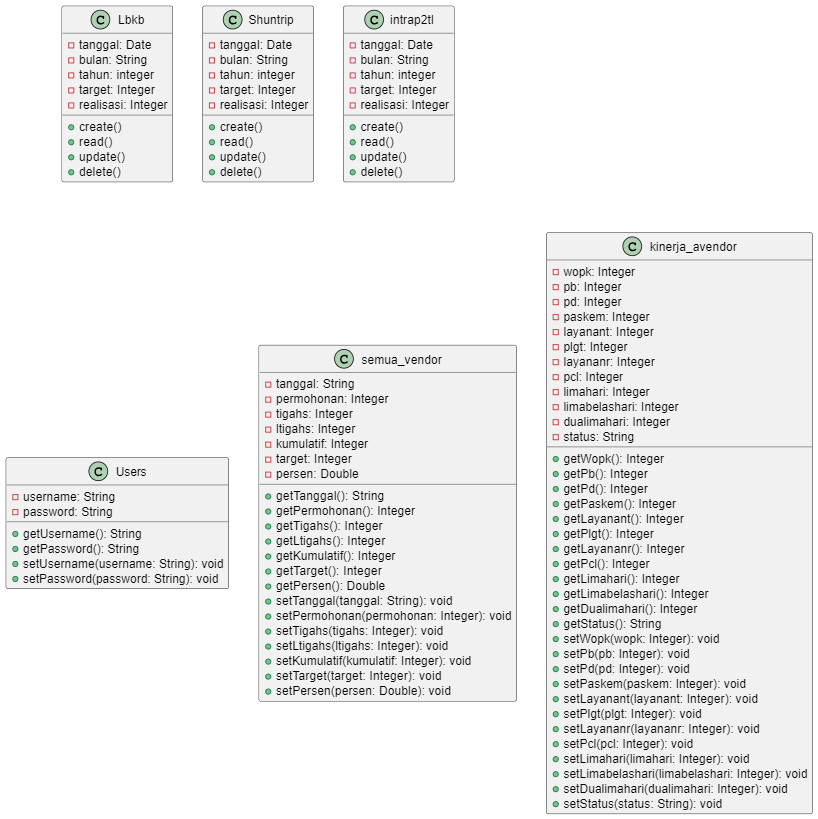 C Lbkb
tanggal: Date
bulan: String
tahun: integer
target: Integer
realisasi: Integer
create()
read()
update()
delete()
C Shuntrip
tanggal: Date
bulan: String
tahun: integer
target: Integer
realisasi: Integer
create()
read()
update()
delete()
C intrap2tl
tanggal: Date
bulan: String
tahun: integer
target: Integer
realisasi: Integer
create()
read()
update()
delete()
C Users
username: String
password: String
getUsername(): String
getPassword(): String
setUsername(username: String): void
setPassword(password: String): void
C semua_vendor
tanggal: String
permohonan: Integer
tigahs: Integer
ltigahs: Integer
kumulatif: Integer
target: Integer
persen: Double
getTanggal(): String
getPermohonan(): Integer
getTigahs(): Integer
getLtigahs(): Integer
getKumulatif(): Integer
getTarget(): Integer
getPersen(): Double
setTanggal(tanggal: String): void
setPermohonan(permohonan: Integer): void
setTigahs(tigahs: Integer): void
setLtigahs(ltigahs: Integer): void
setKumulatif(kumulatif: Integer): void
setTarget(target: Integer): void
setPersen(persen: Double): void
C kinerja_avendor
wopk: Integer
pb: Integer
pd: Integer
paskem: Integer
layanant: Integer
plgt: Integer
layananr: Integer
pcl: Integer
limahari: Integer
limabelashari: Integer
dualimahari: Integer
status: String
getWopk(): Integer
getPb(): Integer
getPd(): Integer
getPaskem(): Integer
getLayanant(): Integer
getPlgt(): Integer
getLayananr(): Integer
getPcl(): Integer
getLimahari(): Integer
getLimabelashari(): Integer
getDualimahari(): Integer
getStatus(): String
setWopk(wopk: Integer): void
setPb(pb: Integer): void
setPd(pd: Integer): void
setPaskem(paskem: Integer): void
setLayanant(layanant: Integer): void
setPlgt(plgt: Integer): void
setLayananr(layananr: Integer): void
setPcl(pcl: Integer): void
setLimahari(limahari: Integer): void
setLimabelashari(limabelashari: Integer): void
setDualimahari(dualimahari: Integer): void
setStatus(status: String): void